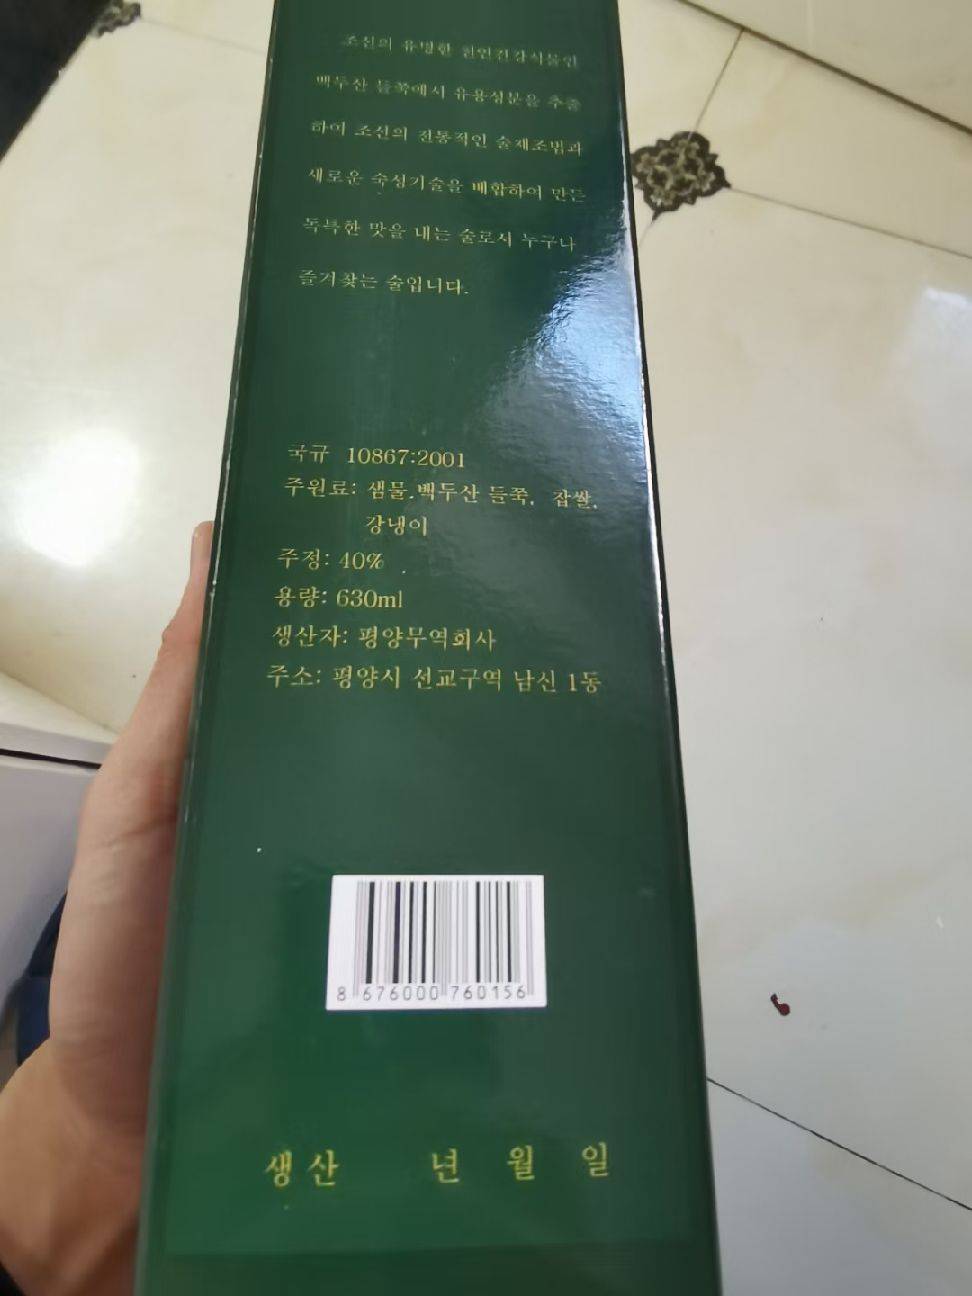 조선의 유명한 천연건강식품인
백두산 들쭉에서 유용성분을 추출
하여 조선의 전통적인 술제조법과
새로운 숙성기술을 배합하여 만든
독특한 맛을 내는 술로서 누구나
즐겨찾는 술입니다.
국규 10867:2001
주원료: 샘물.백두산 들쭉, 찹쌀,
강냉이
주정: 40%
용량: 630ml
생산자: 평양무역회사
주소: 평양시 선교구역 남신 1동
8 676000 760156
생산 년 월 일